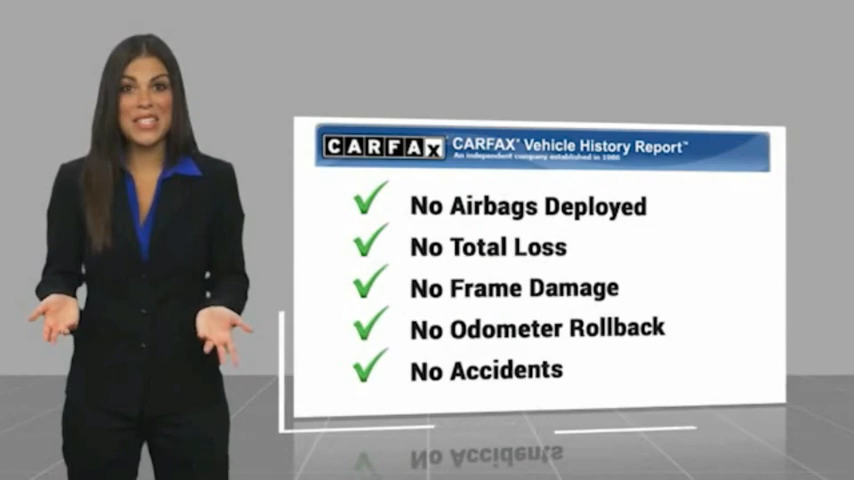 CARFAX CARFAX® Vehicle History Report™
An independent company established in 1986
No Airbags Deployed
No Total Loss
No Frame Damage
No Odometer Rollback
No Accidents
No Accidents